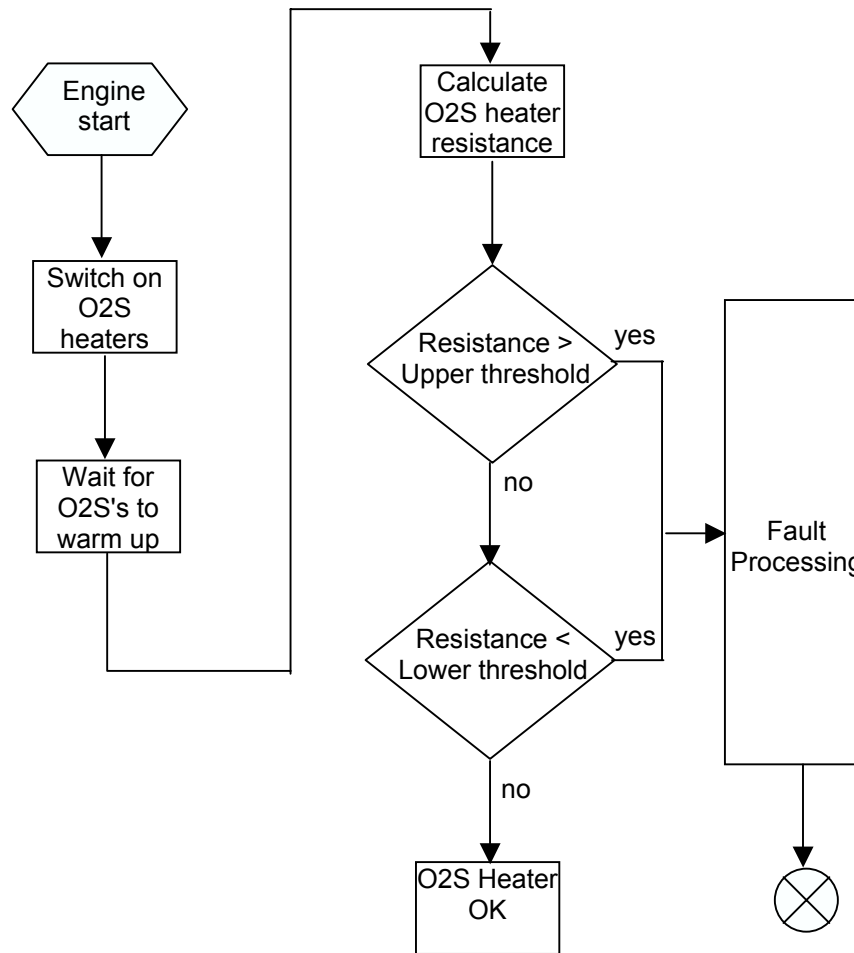 Engine
start
Switch on
O2S
heaters
Wait for
O2S's to
warm up
Calculate
O2S heater
resistance
Resistance >
Upper threshold
yes
no
Resistance <
Lower threshold
yes
no
O2S Heater
OK
Fault
Processing